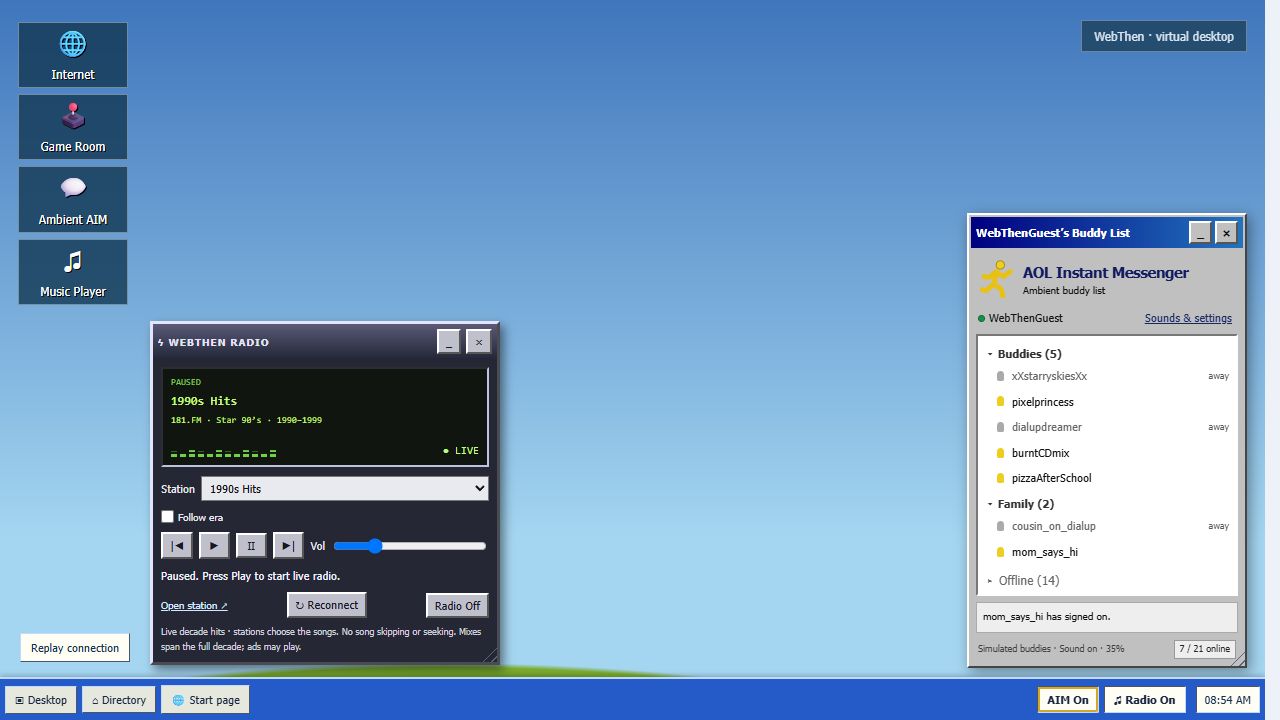 Internet
Game Room
Ambient AIM
Music Player
WebThen · virtual desktop
WEBTHEN RADIO
PAUSED
1990s Hits
181.FM · Star 90's · 1990–1999
● LIVE
Station 1990s Hits
Follow era
Vol
Paused. Press Play to start live radio.
Open station ↗ ↻ Reconnect Radio Off
Live decade hits · stations choose the songs. No song skipping or seeking. Mixes
span the full decade; ads may play.
WebThenGuest's Buddy List
AOL Instant Messenger
Ambient buddy list
WebThenGuest Sounds & settings
Buddies (5)
xXstarryskiesXx away
pixelprincess
dialupdreamer away
burntCDmix
pizzaAfterSchool
Family (2)
cousin_on_dialup away
mom_says_hi
Offline (14)
mom_says_hi has signed on.
Simulated buddies · Sound on · 35% 7 / 21 online
Replay connection
Desktop Directory Start page AIM On ♫ Radio On 08:54 AM